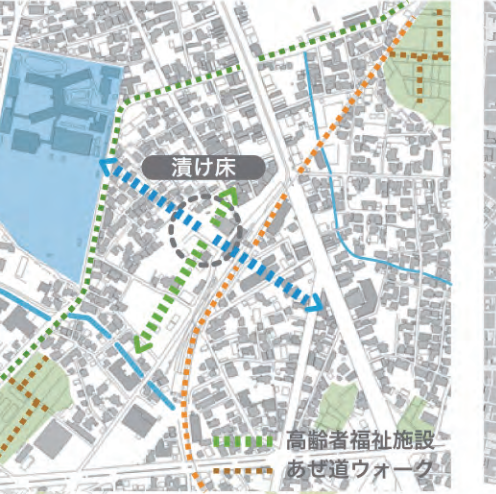 漬け床
高齢者福祉施設
あぜ道ウォーク